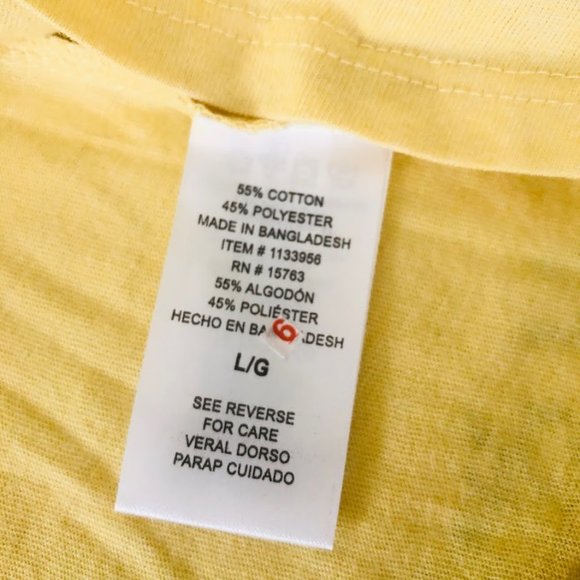 55% COTTON
45% POLYESTER
MADE IN BANGLADESH
ITEM # 1133956
RN # 15763
55% ALGODÓN
45% POLIÉSTER
HECHO EN
6
L/G
SEE REVERSE
FOR CARE
VERAL DORSO
PARAP CUIDADO